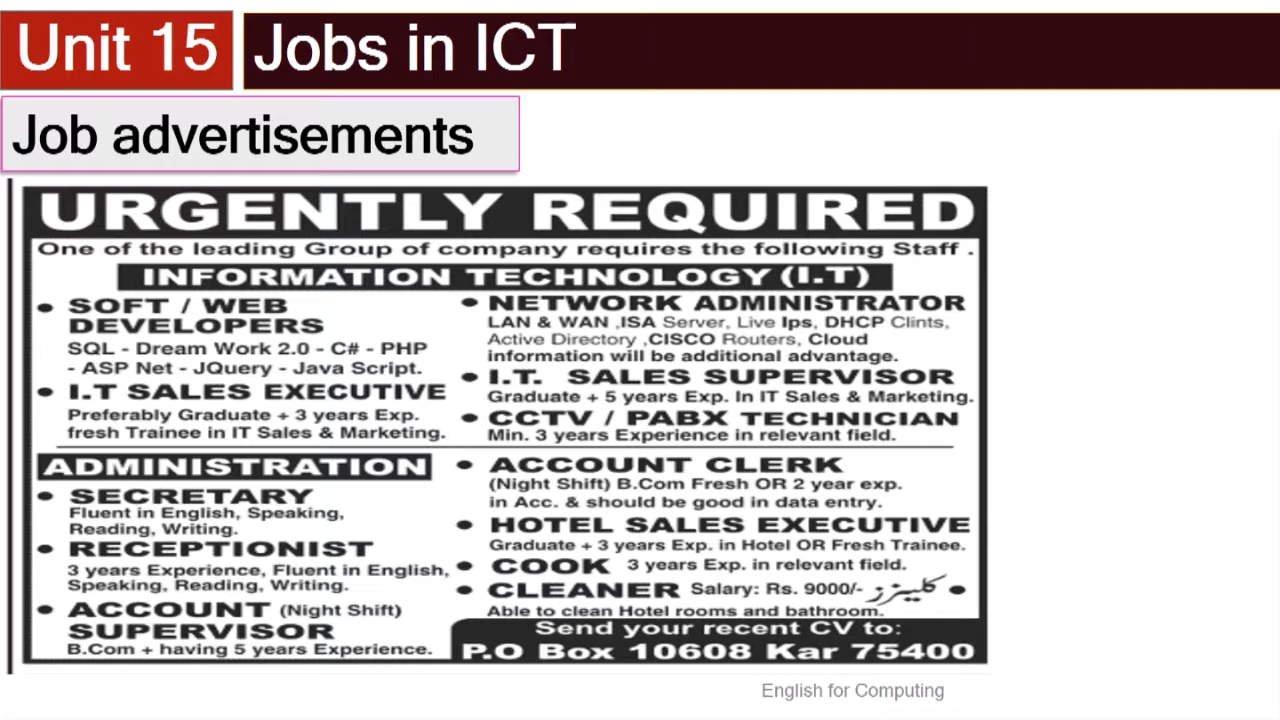 Unit 15 Jobs in ICT
Job advertisements
URGENTLY REQUIRED
One of the leading Group of company requires the following Staff .
INFORMATION TECHNOLOGY (I.T)
• SOFT / WEB
DEVELOPERS
SQL - Dream Work 2.0 - C# - PHP
- ASP Net - JQuery - Java Script.
• I.T SALES EXECUTIVE
Preferably Graduate + 3 years Exp.
fresh Trainee in IT Sales & Marketing.
• NETWORK ADMINISTRATOR
LAN & WAN ,ISA Server, Live Ips, DHCP Clints,
Active Directory ,CISCO Routers, Cloud
information will be additional advantage.
• I.T. SALES SUPERVISOR
Graduate + 5 years Exp. In IT Sales & Marketing.
• CCTV / PABX TECHNICIAN
Min. 3 years Experience in relevant field.
ADMINISTRATION
• SECRETARY
Fluent in English, Speaking,
Reading, Writing.
• RECEPTIONIST
3 years Experience, Fluent in English,
Speaking, Reading, Writing.
• ACCOUNT (Night Shift)
SUPERVISOR
B.Com + having 5 years Experience.
• ACCOUNT CLERK
(Night Shift) B.Com Fresh OR 2 year exp.
in Acc. & should be good in data entry.
• HOTEL SALES EXECUTIVE
Graduate + 3 years Exp. in Hotel OR Fresh Trainee.
• COOK 3 years Exp. in relevant field.
• CLEANER Salary: Rs. 9000/- کلینرز •
Able to clean Hotel rooms and bathroom.
Send your recent CV to:
P.O Box 10608 Kar 75400
English for Computing